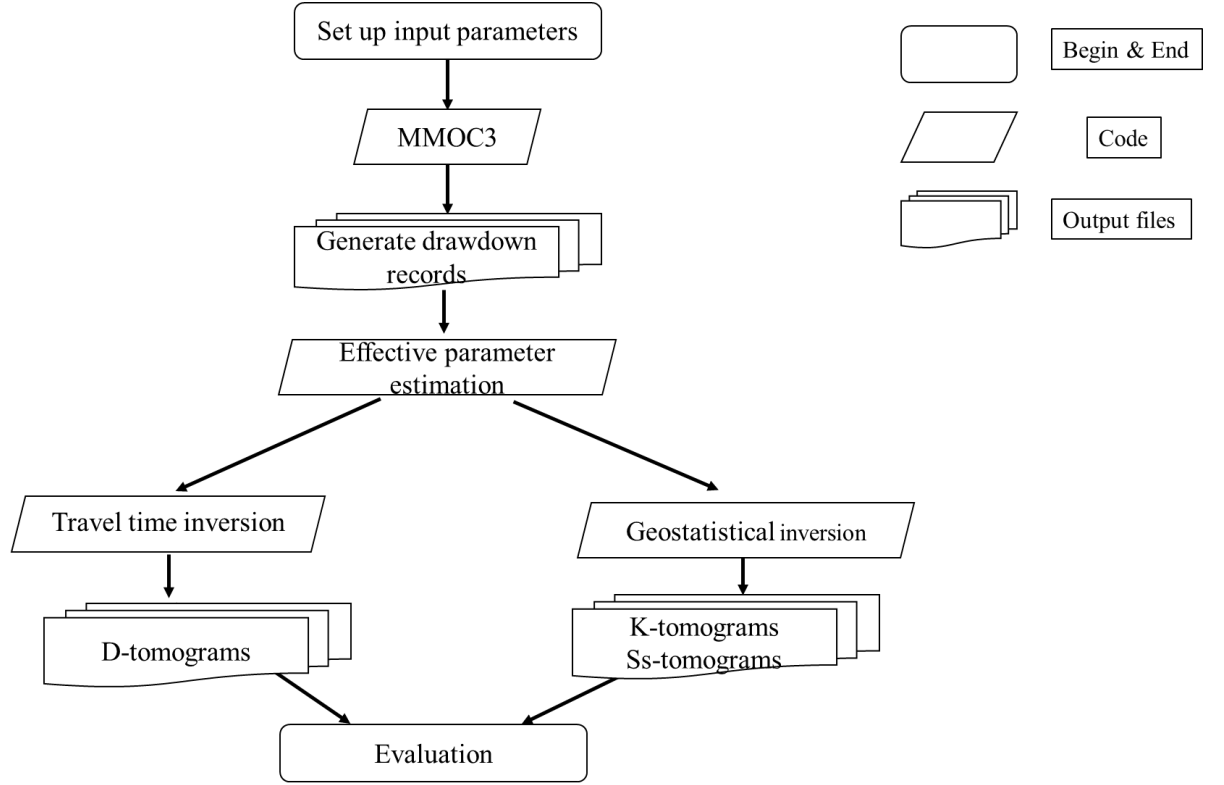 Set up input parameters
MMOC3
Generate drawdown
records
Effective parameter
estimation
Travel time inversion
Geostatistical inversion
D-tomograms
K-tomograms
Ss-tomograms
Evaluation
Begin & End
Code
Output files